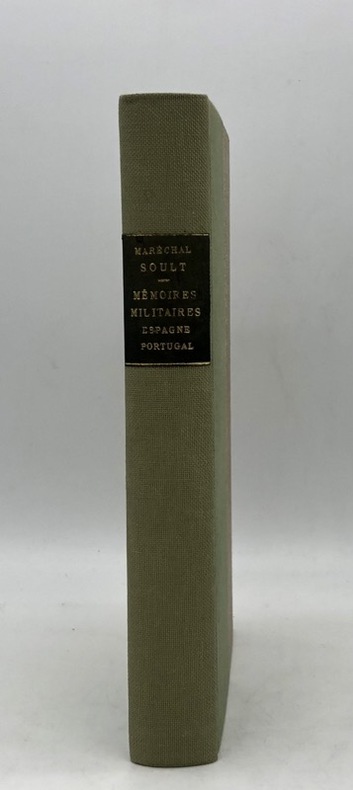 MARÉCHAL
SOULT
MÉMOIRES
MILITAIRES
ESPAGNE
PORTUGAL